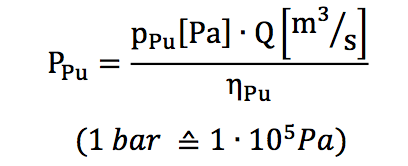 P_Pu = (p_Pu[Pa] · Q[m³/s]) / η_Pu
(1 bar ≙ 1 · 10⁵Pa)